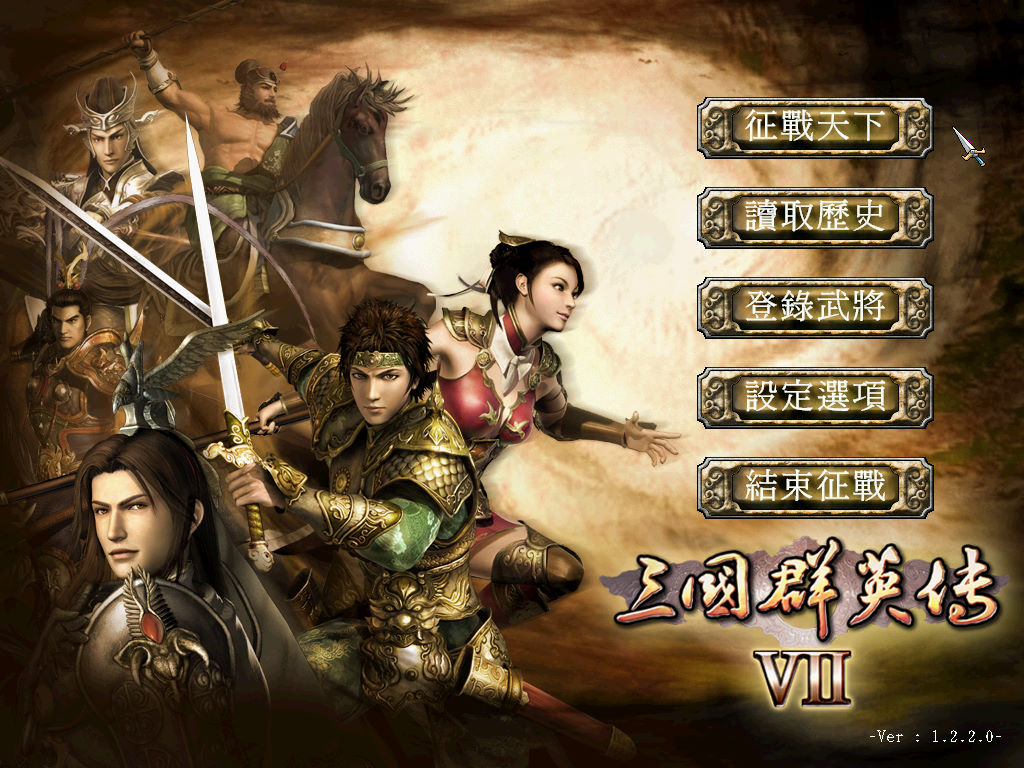 征戰天下
讀取歷史
登錄武將
設定選項
結束征戰
三國群英传
VII
-Ver : 1.2.2.0-